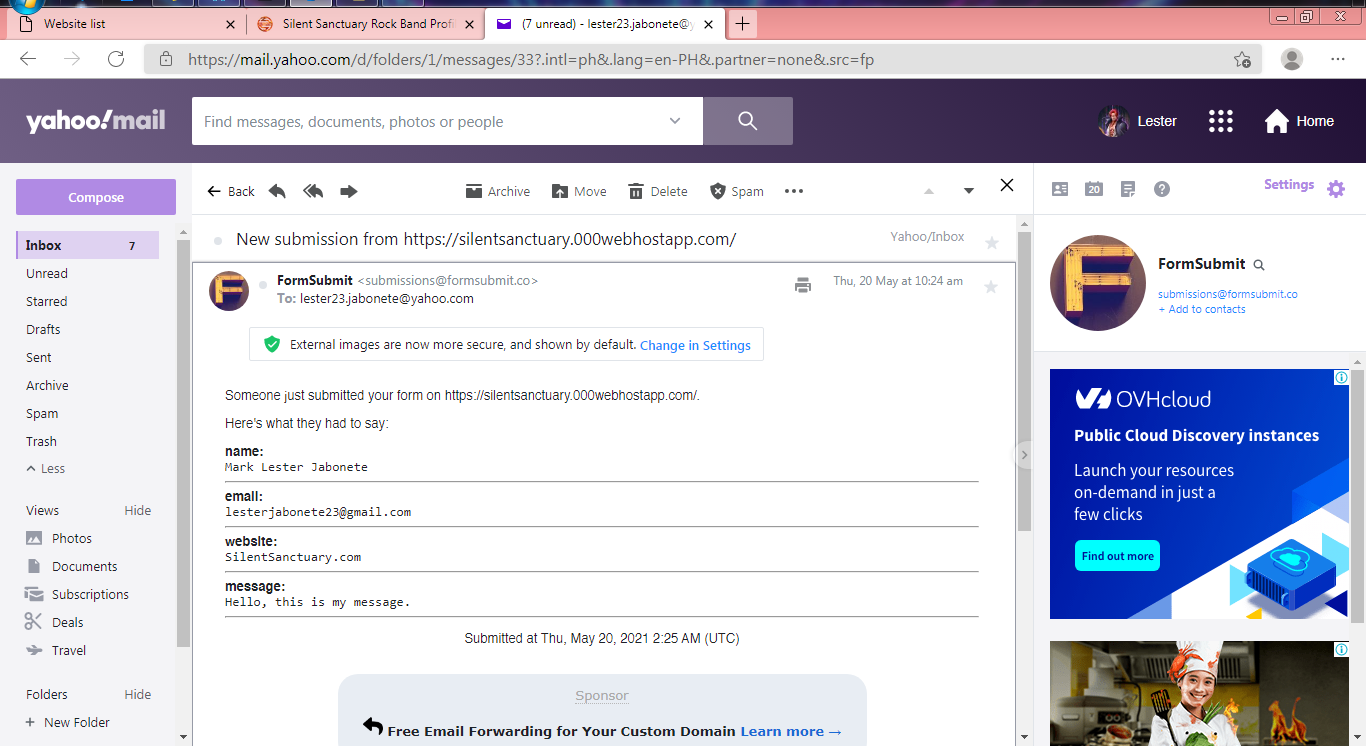 Website list
Silent Sanctuary Rock Band Profi
(7 unread) - lester23.jabonete@y
https://mail.yahoo.com/d/folders/1/messages/33?.intl=ph&.lang=en-PH&.partner=none&.src=fp
yahoo!mail
Find messages, documents, photos or people
Lester
Home
Compose
Back
Archive
Move
Delete
Spam
20
Settings
Inbox 7
Unread
Starred
Drafts
Sent
Archive
Spam
Trash
Less
Views Hide
Photos
Documents
Subscriptions
Deals
Travel
Folders Hide
+ New Folder
New submission from https://silentsanctuary.000webhostapp.com/
Yahoo/Inbox
F
FormSubmit <submissions@formsubmit.co>
To: lester23.jabonete@yahoo.com
Thu, 20 May at 10:24 am
External images are now more secure, and shown by default. Change in Settings
Someone just submitted your form on https://silentsanctuary.000webhostapp.com/.
Here's what they had to say:
name:
Mark Lester Jabonete
email:
lesterjabonete23@gmail.com
website:
SilentSanctuary.com
message:
Hello, this is my message.
Submitted at Thu, May 20, 2021 2:25 AM (UTC)
Sponsor
Free Email Forwarding for Your Custom Domain Learn more →
F
FormSubmit
submissions@formsubmit.co
+ Add to contacts
OVHcloud
Public Cloud Discovery instances
Launch your resources
on-demand in just a
few clicks
Find out more